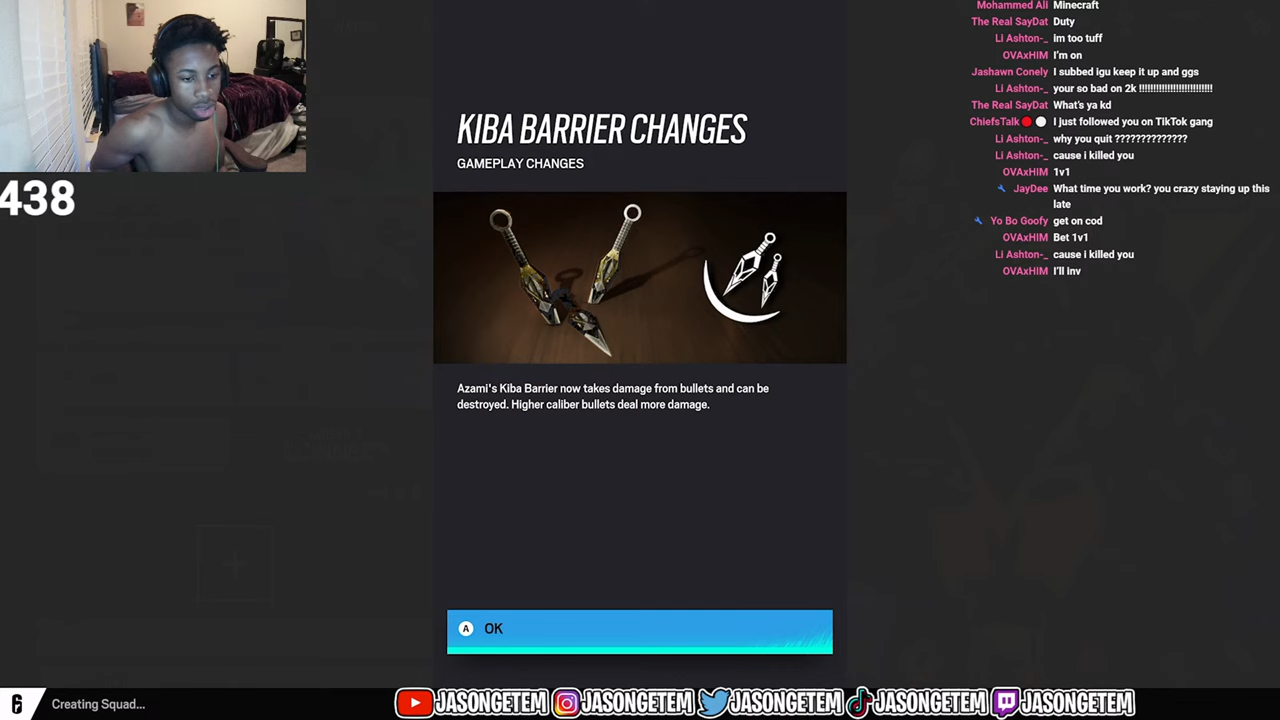 Mohammed Ali Minecraft
The Real SayDat Duty
Li Ashton-_ im too tuff
OVAxHIM I'm on
Jashawn Conely I subbed igu keep it up and ggs
Li Ashton-_ your so bad on 2k !!!!!!!!!!!!!!!!!!!!!!!!!!
The Real SayDat What's ya kd
ChiefsTalk I just followed you on TikTok gang
Li Ashton-_ why you quit ??????????????
Li Ashton-_ cause i killed you
OVAxHIM 1v1
JayDee What time you work? you crazy staying up this
late
Yo Bo Goofy get on cod
OVAxHIM Bet 1v1
Li Ashton-_ cause i killed you
OVAxHIM I'll inv
438
KIBA BARRIER CHANGES
GAMEPLAY CHANGES
Azami's Kiba Barrier now takes damage from bullets and can be
destroyed. Higher caliber bullets deal more damage.
A OK
Creating Squad...
JASONGETEM JASONGETEM JASONGETEM JASONGETEM JASONGETEM